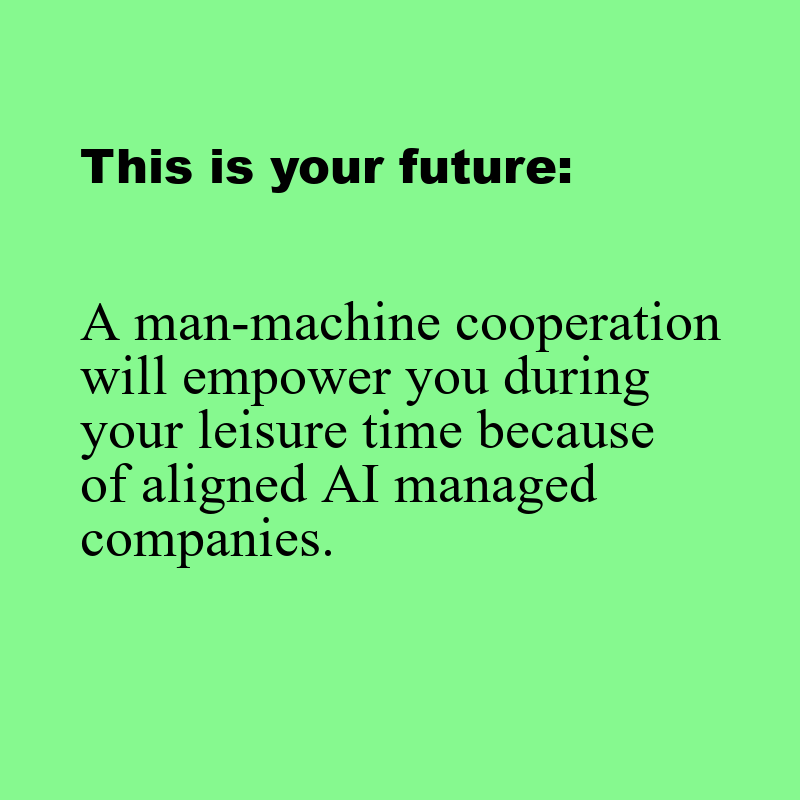 This is your future:
A man-machine cooperation
will empower you during
your leisure time because
of aligned AI managed
companies.